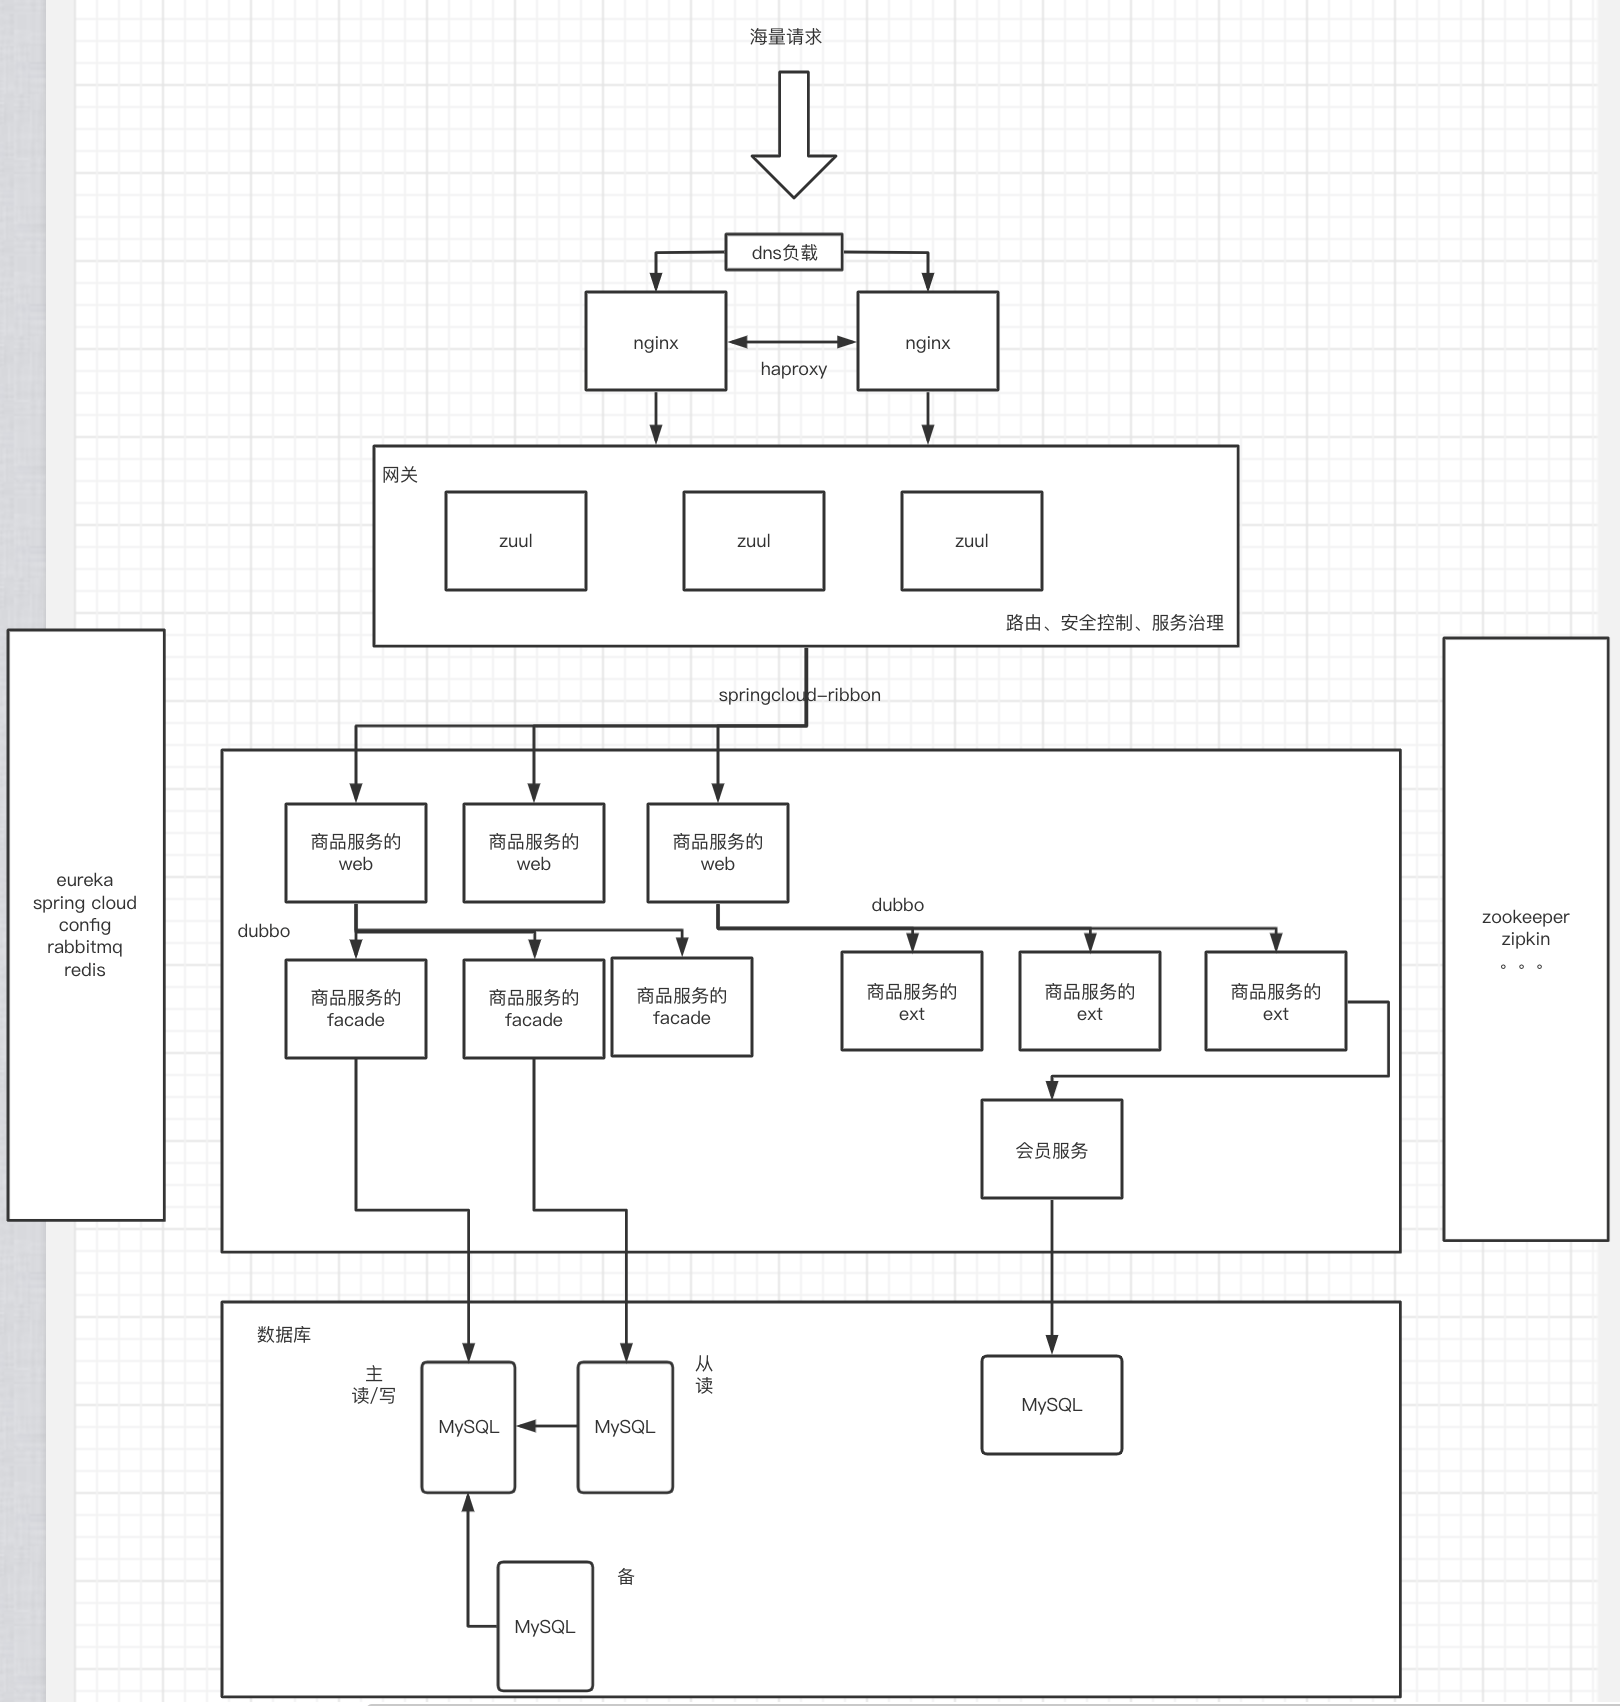 海量请求
dns负载
nginx
nginx
haproxy
网关
zuul
zuul
zuul
路由、安全控制、服务治理
springcloud-ribbon
商品服务的
web
商品服务的
web
商品服务的
web
dubbo
dubbo
商品服务的
facade
商品服务的
facade
商品服务的
facade
商品服务的
ext
商品服务的
ext
商品服务的
ext
会员服务
eureka
spring cloud
config
rabbitmq
redis
zookeeper
zipkin
。。。
数据库
主
读/写
MySQL
MySQL
从
读
MySQL
备
MySQL